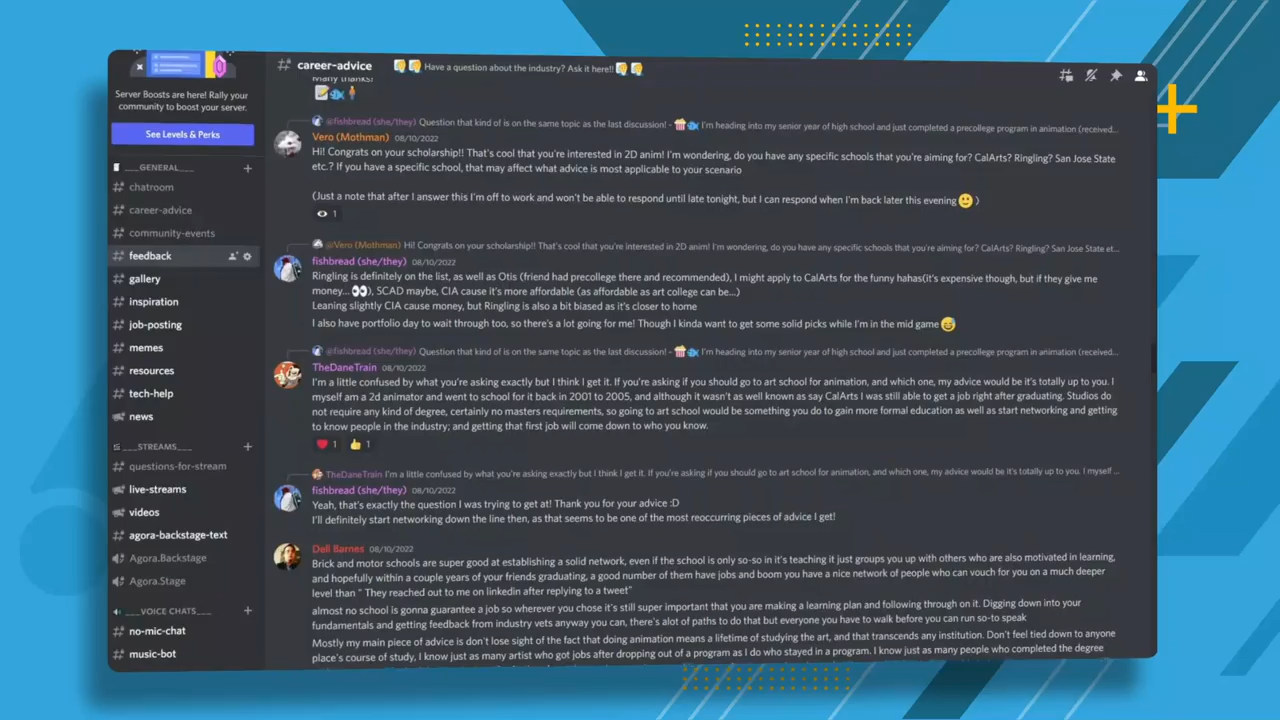 Server Boosts are here! Rally your
community to boost your server.
See Levels & Perks
___GENERAL____
# chatroom
# career-advice
# community-events
# feedback
# gallery
# inspiration
# job-posting
# memes
# resources
# tech-help
news
___STREAMS____
# questions-for-stream
live-streams
videos
# agora-backstage-text
Agora.Backstage
Agora.Stage
___VOICE CHATS___
# no-mic-chat
# music-bot
# career-advice
Have a question about the industry? Ask it here!!
Many thanks!
@fishbread (she/they) Question that kind of is on the same topic as the last discussion! - 🍿🐟 I'm heading into my senior year of high school and just completed a precollege program in animation (received...
Vero (Mothman) 08/10/2022
Hi! Congrats on your scholarship!! That's cool that you're interested in 2D anim! I'm wondering, do you have any specific schools that you're aiming for? CalArts? Ringling? San Jose State
etc.? If you have a specific school, that may affect what advice is most applicable to your scenario
(Just a note that after I answer this I'm off to work and won't be able to respond until late tonight, but I can respond when I'm back later this evening 🙂 )
👁 1
@Vero (Mothman) Hi! Congrats on your scholarship!! That's cool that you're interested in 2D anim! I'm wondering, do you have any specific schools that you're aiming for? CalArts? Ringling? San Jose State et...
fishbread (she/they) 08/10/2022
Ringling is definitely on the list, as well as Otis (friend had precollege there and recommended), I might apply to CalArts for the funny hahas(it's expensive though, but if they give me
money... 👀), SCAD maybe, CIA cause it's more affordable (as affordable as art college can be...)
Leaning slightly CIA cause money, but Ringling is also a bit biased as it's closer to home
I also have portfolio day to wait through too, so there's a lot going for me! Though I kinda want to get some solid picks while I'm in the mid game 😅
@fishbread (she/they) Question that kind of is on the same topic as the last discussion! - 🍿🐟 I'm heading into my senior year of high school and just completed a precollege program in animation (received...
TheDaneTrain 08/10/2022
I'm a little confused by what you're asking exactly but I think I get it. If you're asking if you should go to art school for animation, and which one, my advice would be it's totally up to you. I
myself am a 2d animator and went to school for it back in 2001 to 2005, and although it wasn't as well known as say CalArts I was still able to get a job right after graduating. Studios do
not require any kind of degree, certainly no masters requirements, so going to art school would be something you do to gain more formal education as well as start networking and getting
to know people in the industry; and getting that first job will come down to who you know.
❤️ 1 👍 1
TheDaneTrain I'm a little confused by what you're asking exactly but I think I get it. If you're asking if you should go to art school for animation, and which one, my advice would be it's totally up to you. I myself ...
fishbread (she/they) 08/10/2022
Yeah, that's exactly the question I was trying to get at! Thank you for your advice :D
I'll definitely start networking down the line then, as that seems to be one of the most reoccurring pieces of advice I get!
Dell Barnes 08/10/2022
Brick and motor schools are super good at establishing a solid network, even if the school is only so-so in it's teaching it just groups you up with others who are also motivated in learning,
and hopefully within a couple years of your friends graduating, a good number of them have jobs and boom you have a nice network of people who can vouch for you on a much deeper
level than " They reached out to me on linkedin after replying to a tweet"
almost no school is gonna guarantee a job so wherever you chose it's still super important that you are making a learning plan and following through on it. Digging down into your
fundamentals and getting feedback from industry vets anyway you can, there's alot of paths to do that but everyone you have to walk before you can run so-to speak
Mostly my main piece of advice is don't lose sight of the fact that doing animation means a lifetime of studying the art, and that transcends any institution. Don't feel tied down to anyone
place's course of study, I know just as many artist who got jobs after dropping out of a program as I do who stayed in a program. I know just as many people who completed the degree